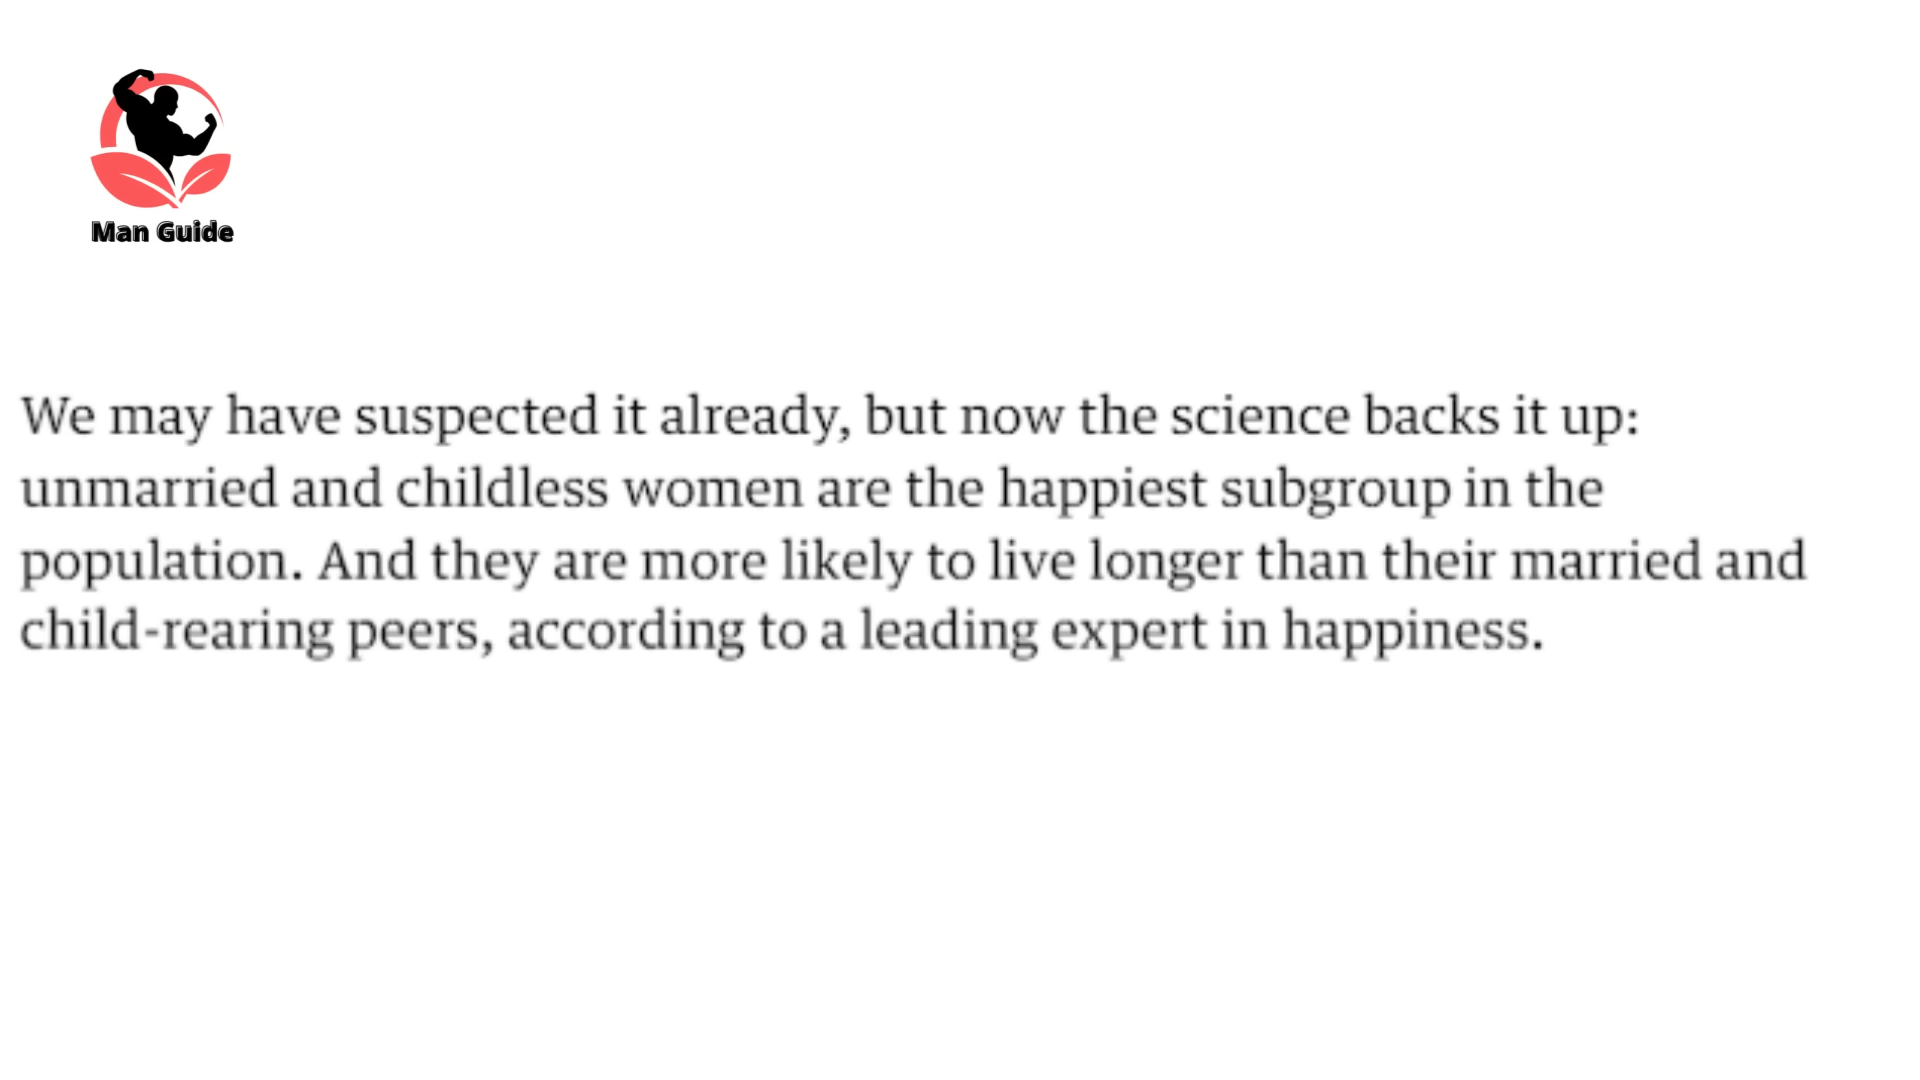 Man Guide
We may have suspected it already, but now the science backs it up:
unmarried and childless women are the happiest subgroup in the
population. And they are more likely to live longer than their married and
child-rearing peers, according to a leading expert in happiness.